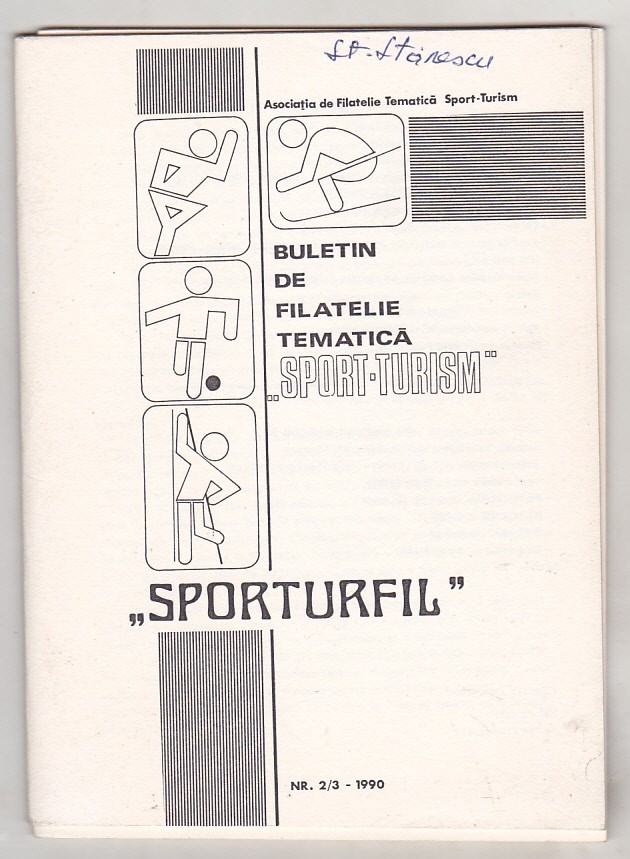 St. Stănescu
Asociația de Filatelie Tematică Sport-Turism
BULETIN
DE
FILATELIE
TEMATICĂ
„SPORT-TURISM”
„SPORTURFIL”
NR. 2/3 - 1990